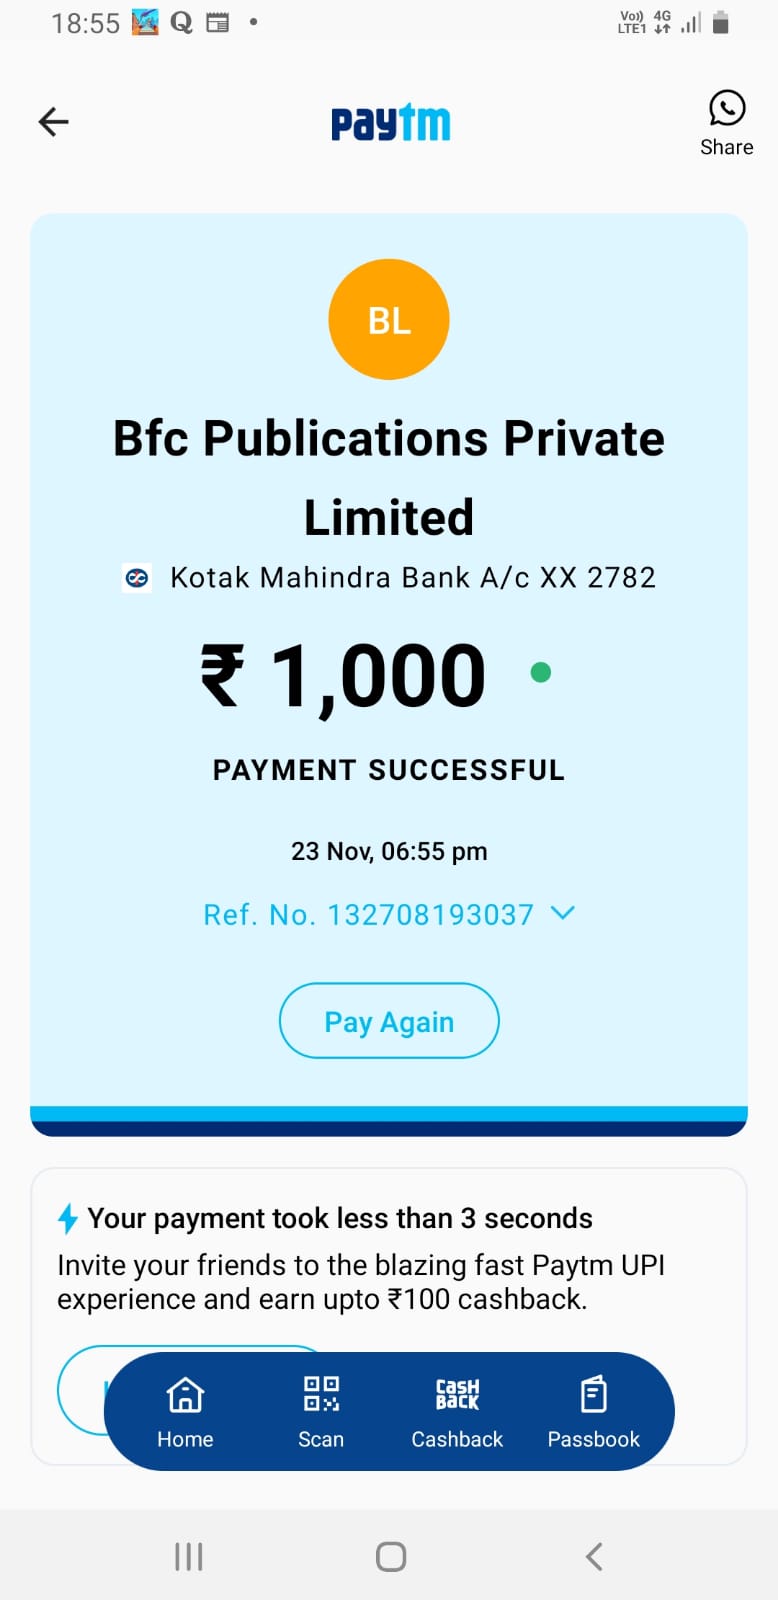 18:55
Vo)) 4G
LTE1
paytm
Share
BL
Bfc Publications Private
Limited
Kotak Mahindra Bank A/c XX 2782
₹ 1,000
PAYMENT SUCCESSFUL
23 Nov, 06:55 pm
Ref. No. 132708193037
Pay Again
Your payment took less than 3 seconds
Invite your friends to the blazing fast Paytm UPI
experience and earn upto ₹100 cashback.
CASH
BACK
Home Scan Cashback Passbook